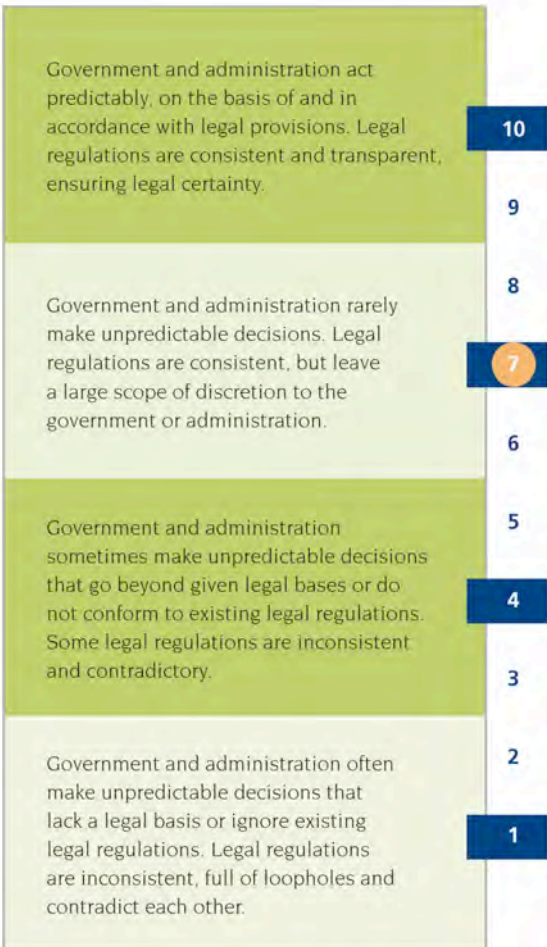 Government and administration act
predictably, on the basis of and in
accordance with legal provisions. Legal
regulations are consistent and transparent,
ensuring legal certainty.
10
9
8
Government and administration rarely
make unpredictable decisions. Legal
regulations are consistent, but leave
a large scope of discretion to the
government or administration.
7
6
5
Government and administration
sometimes make unpredictable decisions
that go beyond given legal bases or do
not conform to existing legal regulations.
Some legal regulations are inconsistent
and contradictory.
4
3
2
Government and administration often
make unpredictable decisions that
lack a legal basis or ignore existing
legal regulations. Legal regulations
are inconsistent, full of loopholes and
contradict each other.
1